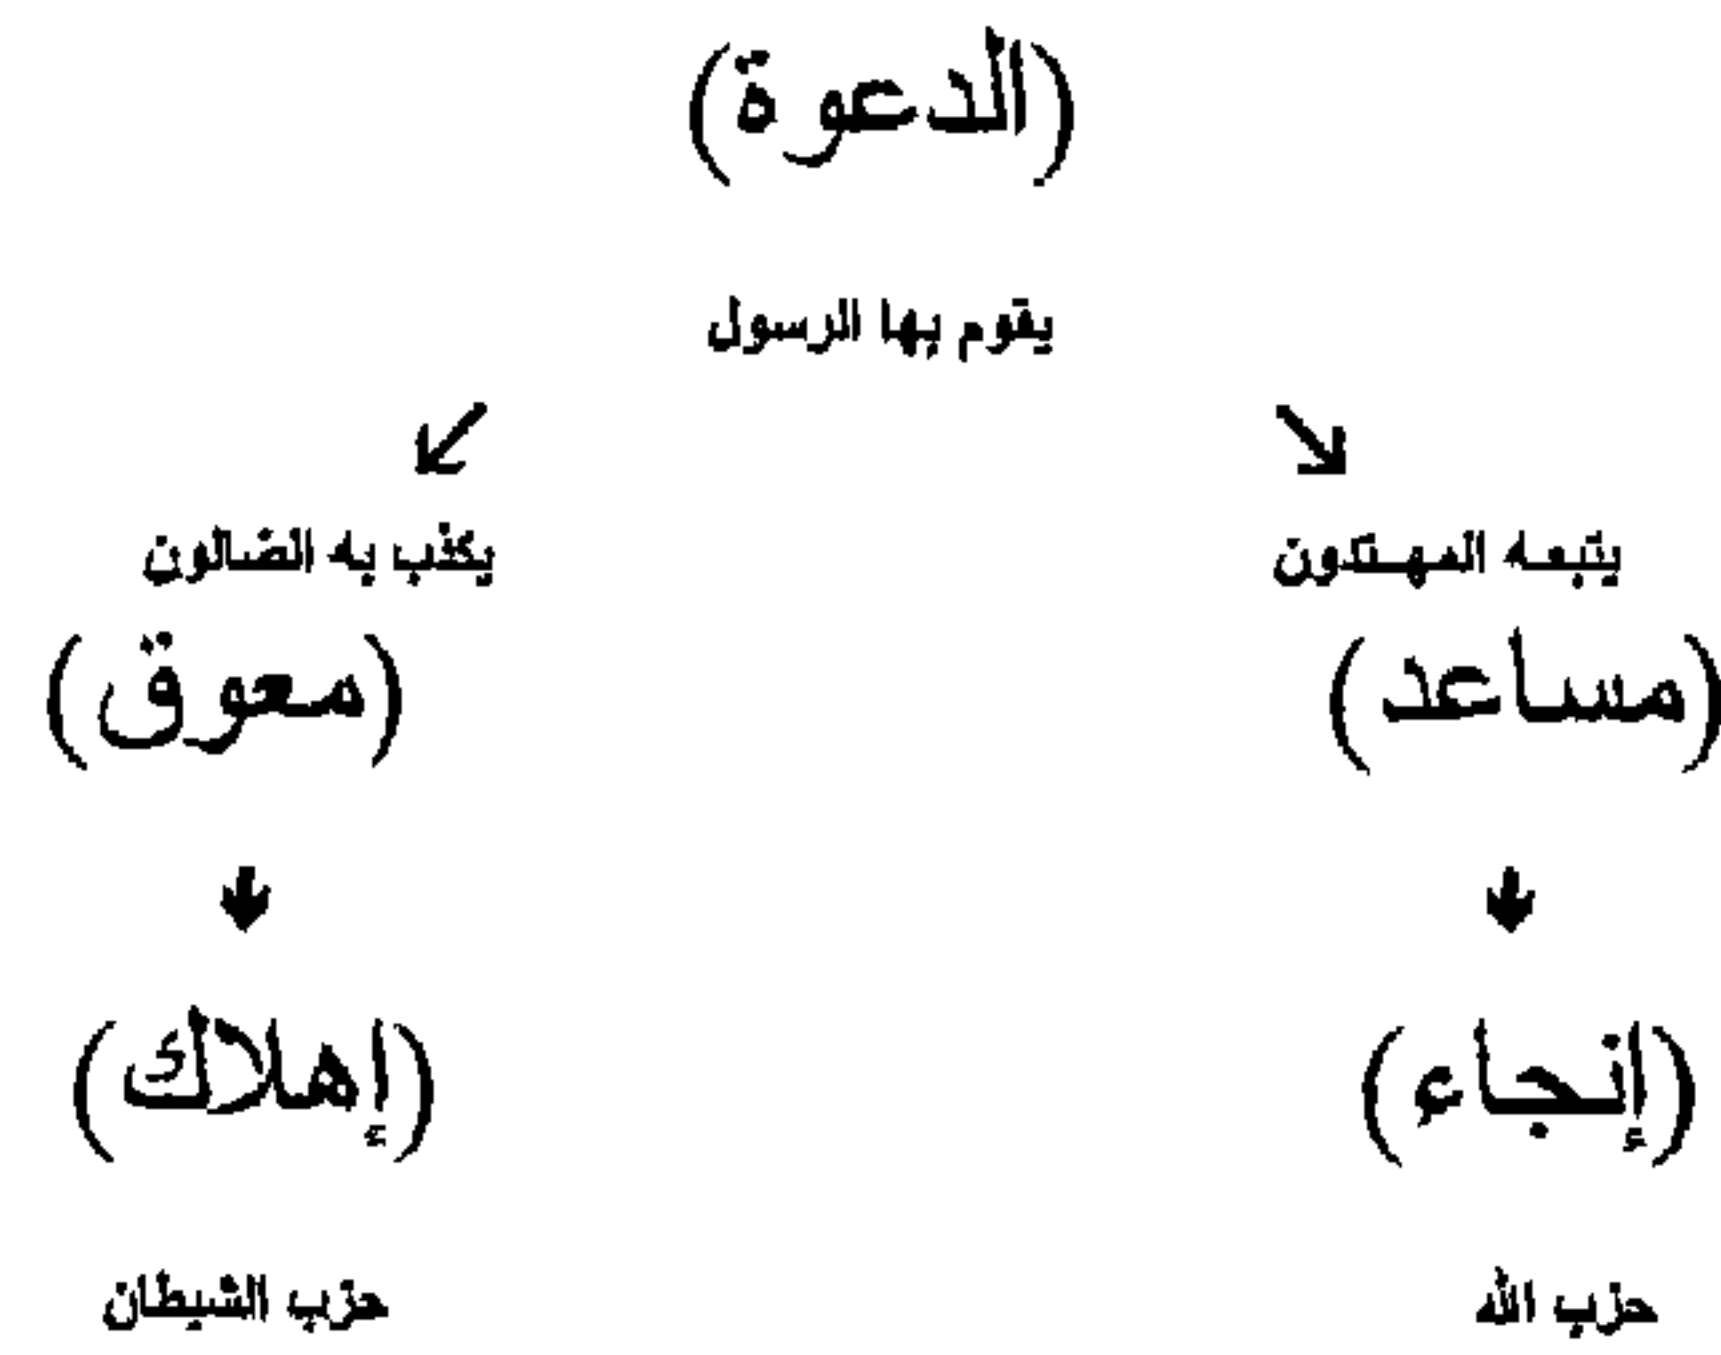 (الدعوة)
يقوم بها الرسول
يتبعه المهتدون
(مساعد)
إنجاء)
حزب الله
يكذب به الضالون
(معوق)
(إهلاك)
حزب الشيطان